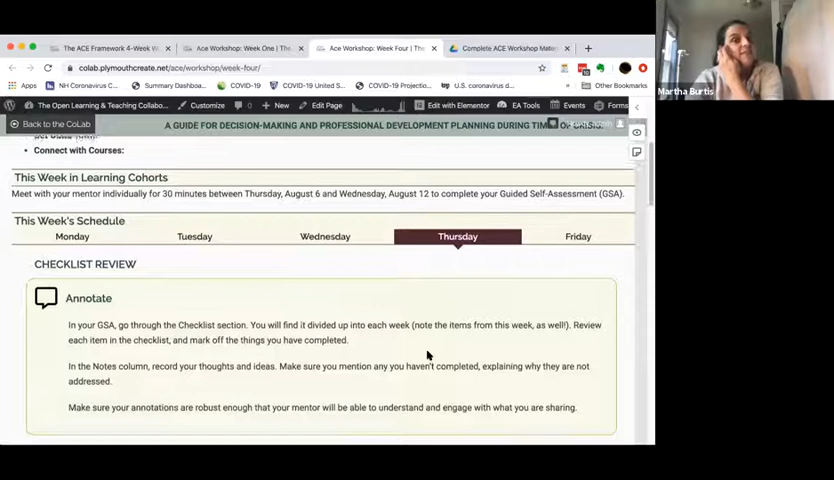 The ACE Framework 4-Week W
Ace Workshop: Week One | The
Ace Workshop: Week Four | The
Complete ACE Workshop Mate
colab.plymouthcreate.net/ace/workshop/week-four/
Apps
NH Coronavirus C...
Summary Dashboa...
COVID-19
COVID-19 United S...
COVID-19 Projectio...
U.S. coronavirus d...
Other Bookmarks
The Open Learning & Teaching Collabo...
Customize
0
New
Edit Page
Edit with Elementor
EA Tools
Events
Forms
Martha Burtis
Back to the CoLab
A GUIDE FOR DECISION-MAKING AND PROFESSIONAL DEVELOPMENT PLANNING DURING TIMES OF CRISIS.
Connect with Courses:
This Week in Learning Cohorts
Meet with your mentor individually for 30 minutes between Thursday, August 6 and Wednesday, August 12 to complete your Guided Self-Assessment (GSA).
This Week's Schedule
Monday
Tuesday
Wednesday
Thursday
Friday
CHECKLIST REVIEW
Annotate
In your GSA, go through the Checklist section. You will find it divided up into each week (note the items from this week, as well!). Review
each item in the checklist, and mark off the things you have completed.
In the Notes column, record your thoughts and ideas. Make sure you mention any you haven't completed, explaining why they are not
addressed.
Make sure your annotations are robust enough that your mentor will be able to understand and engage with what you are sharing.